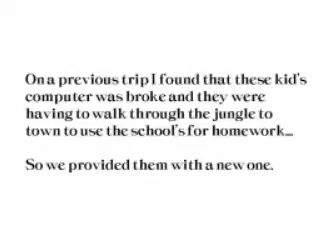 On a previous trip I found that these kid's
computer was broke and they were
having to walk through the jungle to
town to use the school's for homework...
So we provided them with a new one.